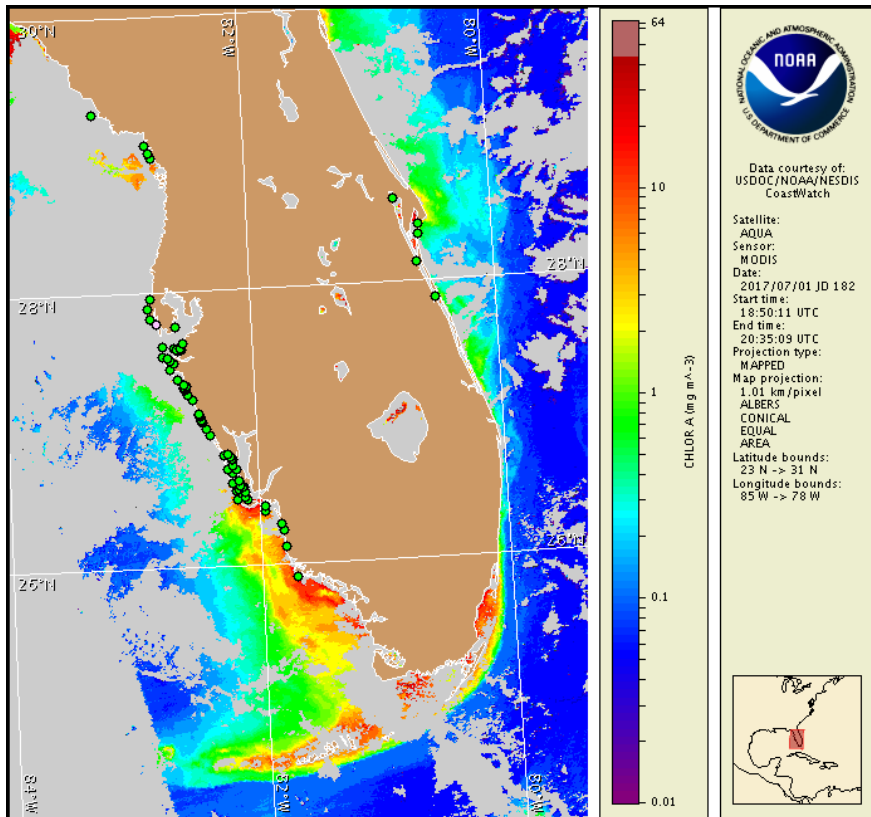 30°N
82°W
80°W
28°N
28°N
26°N
26°N
84°W
82°W
80°W
64
10
1
0.1
0.01
CHLOR A (mg m^-3)
NATIONAL OCEANIC AND ATMOSPHERIC ADMINISTRATION
NOAA
U.S. DEPARTMENT OF COMMERCE
Data courtesy of:
USDOC/NOAA/NESDIS
CoastWatch
Satellite:
AQUA
Sensor:
MODIS
Date:
2017/07/01 JD 182
Start time:
18:50:11 UTC
End time:
20:35:09 UTC
Projection type:
MAPPED
Map projection:
1.01 km/pixel
ALBERS
CONICAL
EQUAL
AREA
Latitude bounds:
23 N -> 31 N
Longitude bounds:
85 W -> 78 W